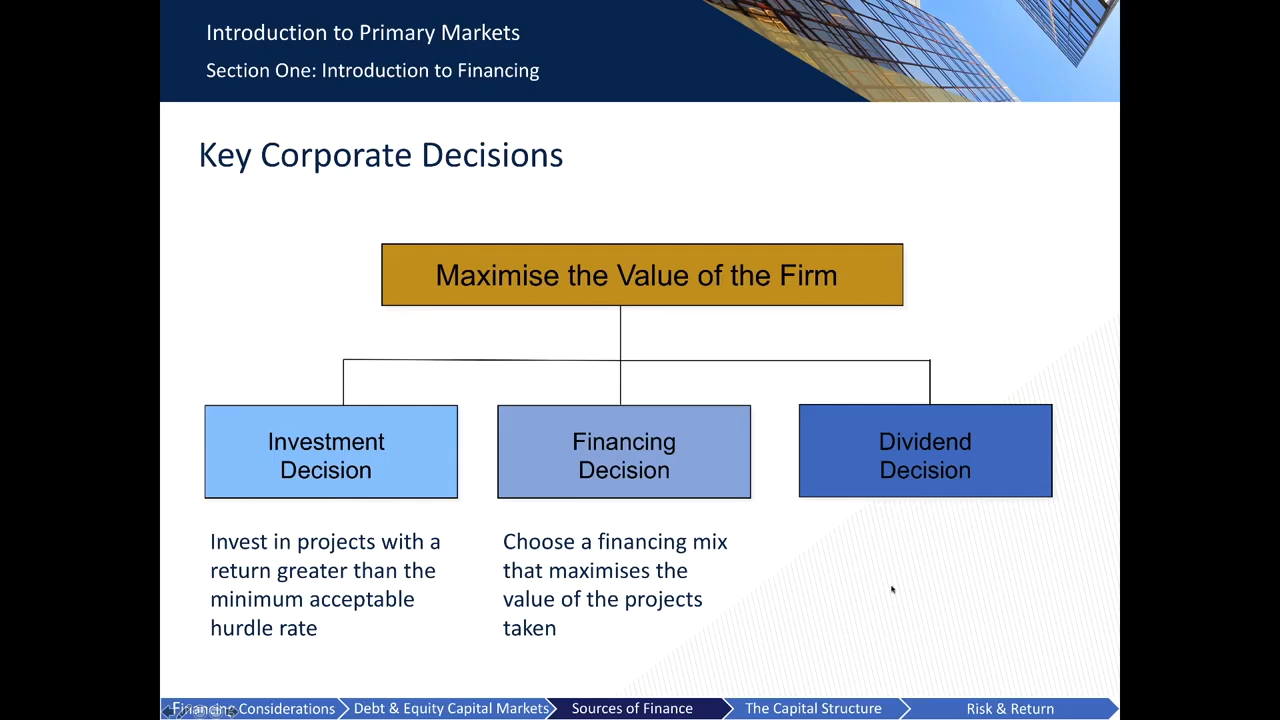 Introduction to Primary Markets
Section One: Introduction to Financing
Key Corporate Decisions
Maximise the Value of the Firm
Investment
Decision
Financing
Decision
Dividend
Decision
Invest in projects with a
return greater than the
minimum acceptable
hurdle rate
Choose a financing mix
that maximises the
value of the projects
taken
Financing Considerations
Debt & Equity Capital Markets
Sources of Finance
The Capital Structure
Risk & Return